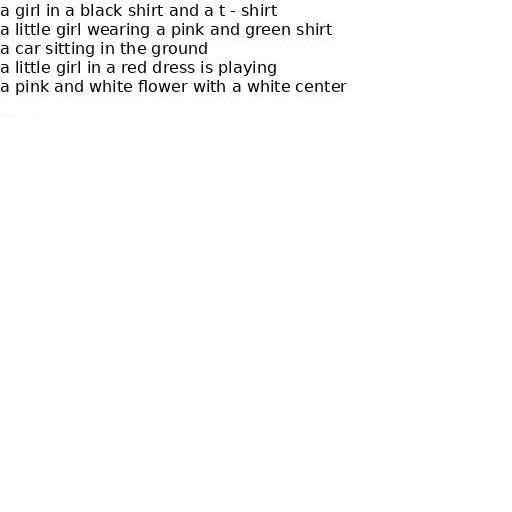 a girl in a black shirt and a t - shirt
a little girl wearing a pink and green shirt
a car sitting in the ground
a little girl in a red dress is playing
a pink and white flower with a white center